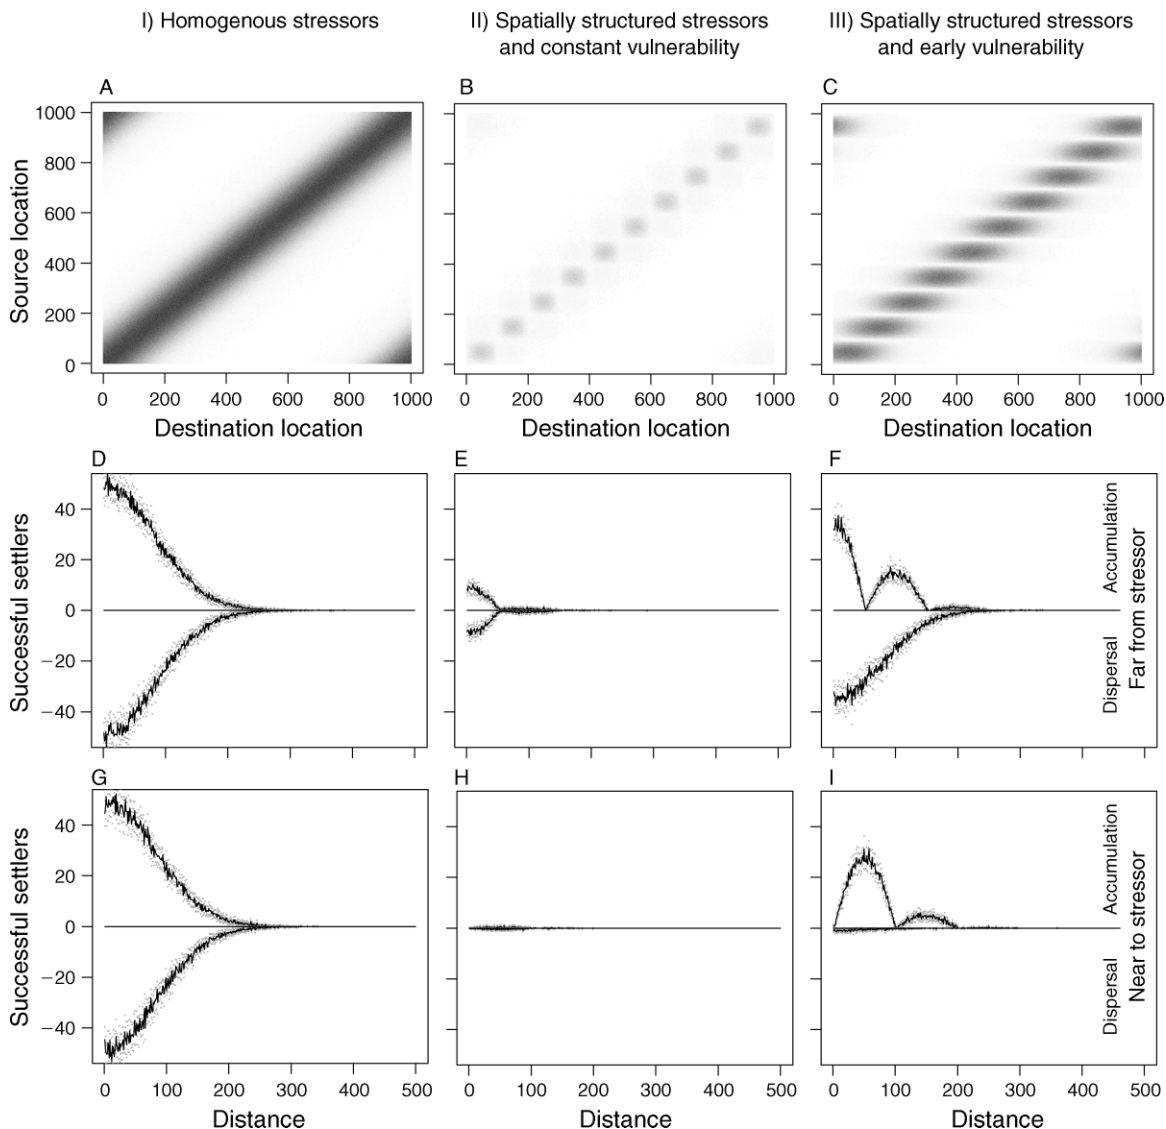 I) Homogenous stressors
II) Spatially structured stressors
and constant vulnerability
III) Spatially structured stressors
and early vulnerability
A
B
C
Source location
1000
800
600
400
200
0
0 200 400 600 800 1000
0 200 400 600 800 1000
0 200 400 600 800 1000
Destination location
Destination location
Destination location
D
E
F
Successful settlers
40
20
0
−20
−40
Accumulation
Dispersal
Far from stressor
G
H
I
Successful settlers
40
20
0
−20
−40
Accumulation
Dispersal
Near to stressor
0 100 200 300 400 500
0 100 200 300 400 500
0 100 200 300 400 500
Distance
Distance
Distance